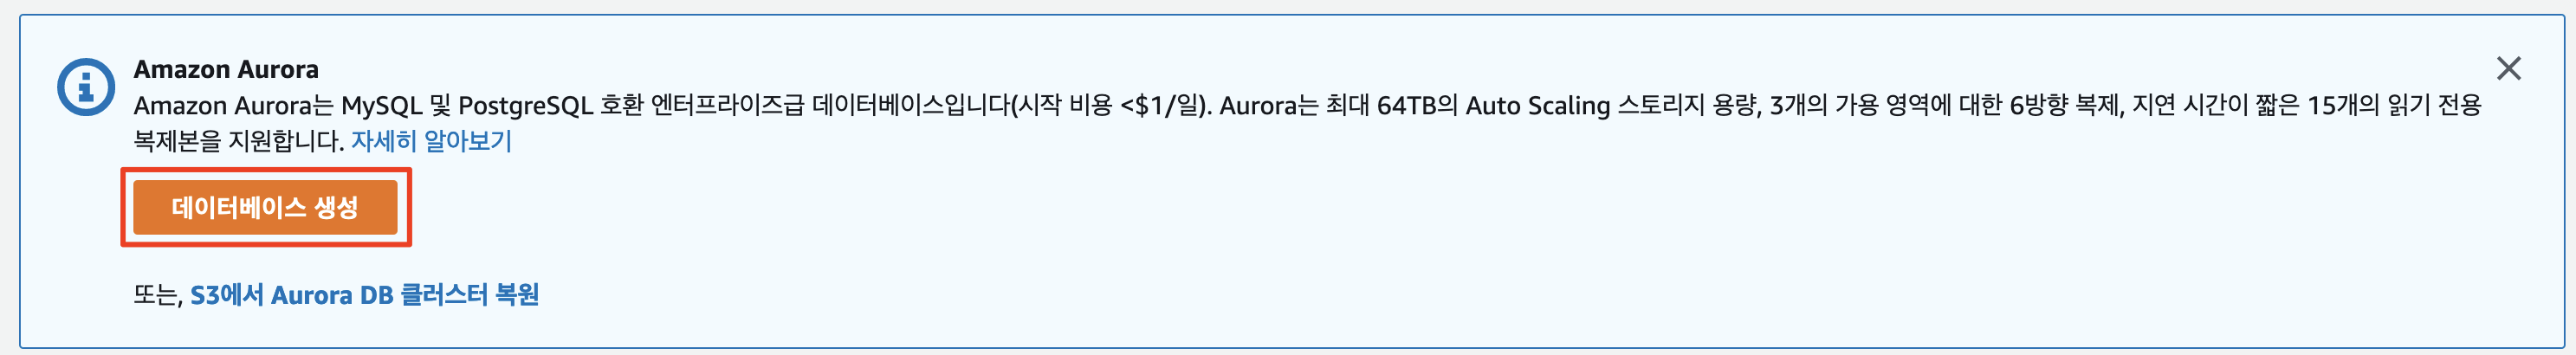 Amazon Aurora
Amazon Aurora는 MySQL 및 PostgreSQL 호환 엔터프라이즈급 데이터베이스입니다(시작 비용 <$1/일). Aurora는 최대 64TB의 Auto Scaling 스토리지 용량, 3개의 가용 영역에 대한 6방향 복제, 지연 시간이 짧은 15개의 읽기 전용
복제본을 지원합니다. 자세히 알아보기
데이터베이스 생성
또는, S3에서 Aurora DB 클러스터 복원